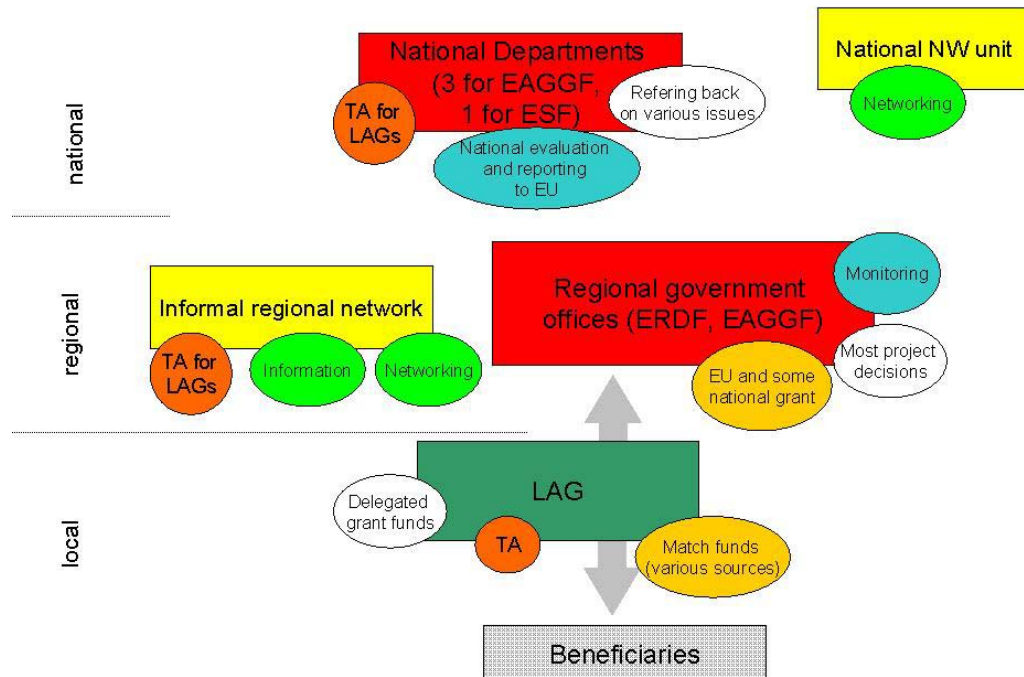 National Departments
(3 for EAGGF,
1 for ESF)
National NW unit
TA for
LAGs
Refering back
on various issues
Networking
National evaluation
and reporting
to EU
national
Informal regional network
Regional government
offices (ERDF, EAGGF)
Monitoring
TA for
LAGs
Information
Networking
EU and some
national grant
Most project
decisions
regional
LAG
Delegated
grant funds
TA
Match funds
(various sources)
local
Beneficiaries